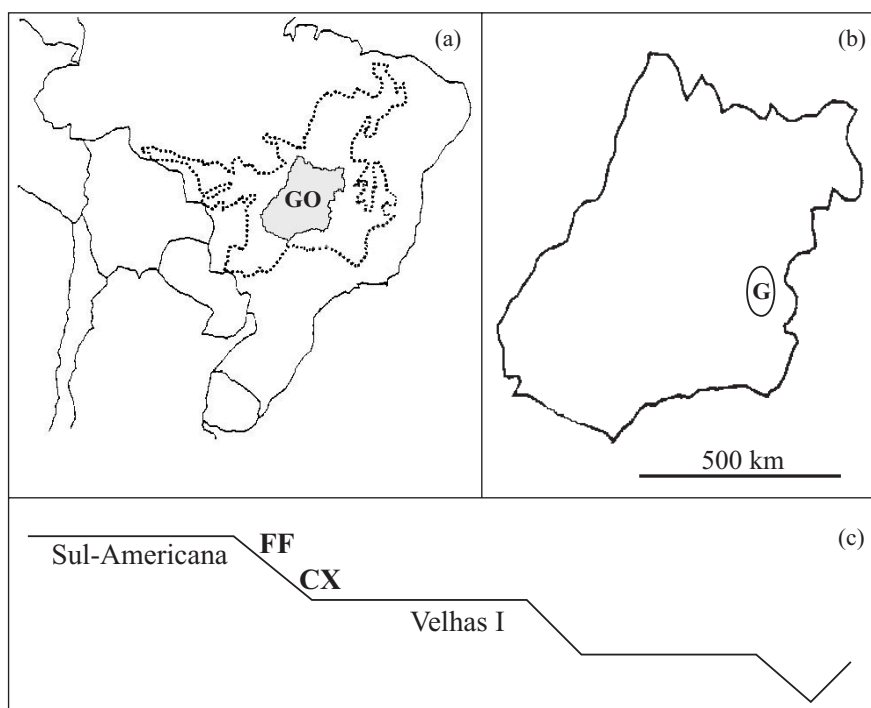 (a)
GO
(b)
G
500 km
(c)
FF
Sul-Americana
CX
Velhas I